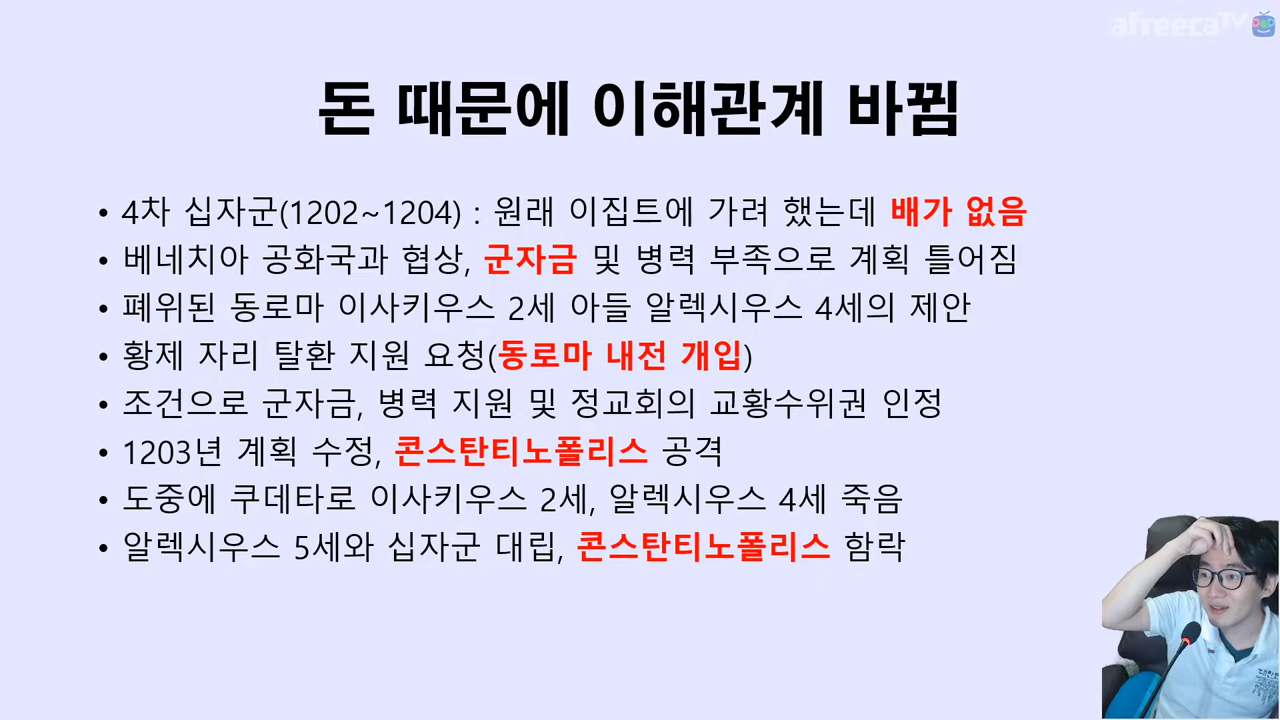 afreecaTV
돈 때문에 이해관계 바뀜
• 4차 십자군(1202~1204) : 원래 이집트에 가려 했는데 배가 없음
• 베네치아 공화국과 협상, 군자금 및 병력 부족으로 계획 틀어짐
• 폐위된 동로마 이사키우스 2세 아들 알렉시우스 4세의 제안
• 황제 자리 탈환 지원 요청(동로마 내전 개입)
• 조건으로 군자금, 병력 지원 및 정교회의 교황수위권 인정
• 1203년 계획 수정, 콘스탄티노폴리스 공격
• 도중에 쿠데타로 이사키우스 2세, 알렉시우스 4세 죽음
• 알렉시우스 5세와 십자군 대립, 콘스탄티노폴리스 함락